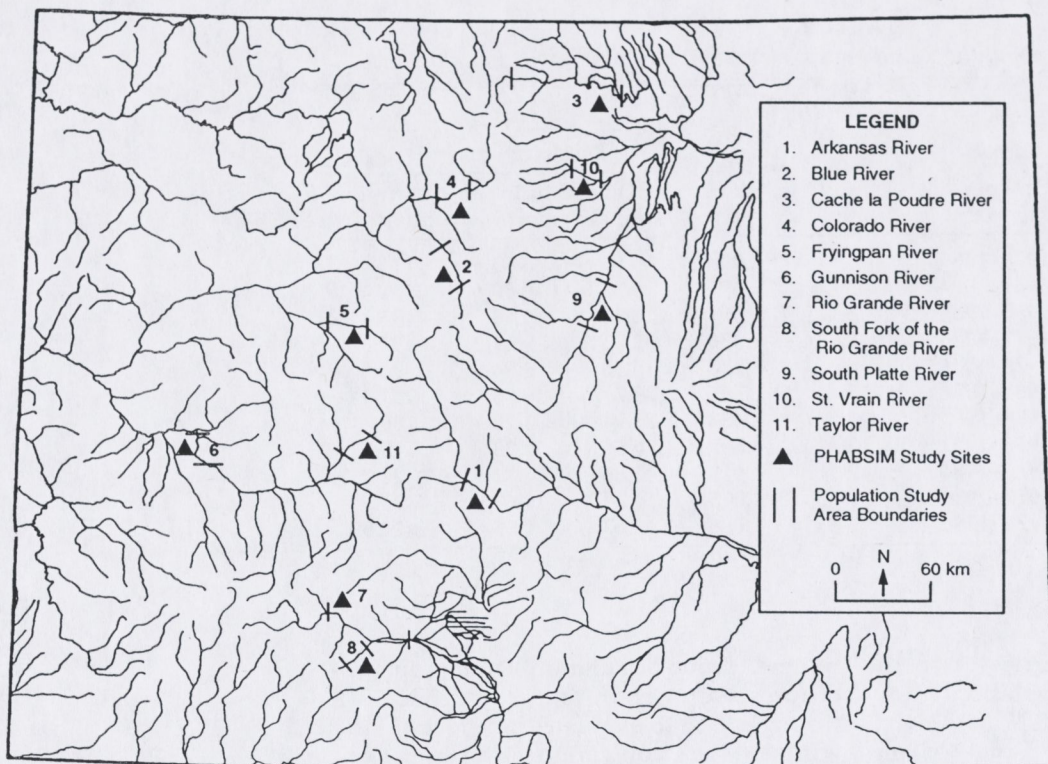 3
10
4
2
9
5
6
11
1
7
8
LEGEND
1. Arkansas River
2. Blue River
3. Cache la Poudre River
4. Colorado River
5. Fryingpan River
6. Gunnison River
7. Rio Grande River
8. South Fork of the
Rio Grande River
9. South Platte River
10. St. Vrain River
11. Taylor River
PHABSIM Study Sites
Population Study
Area Boundaries
N
0 60 km